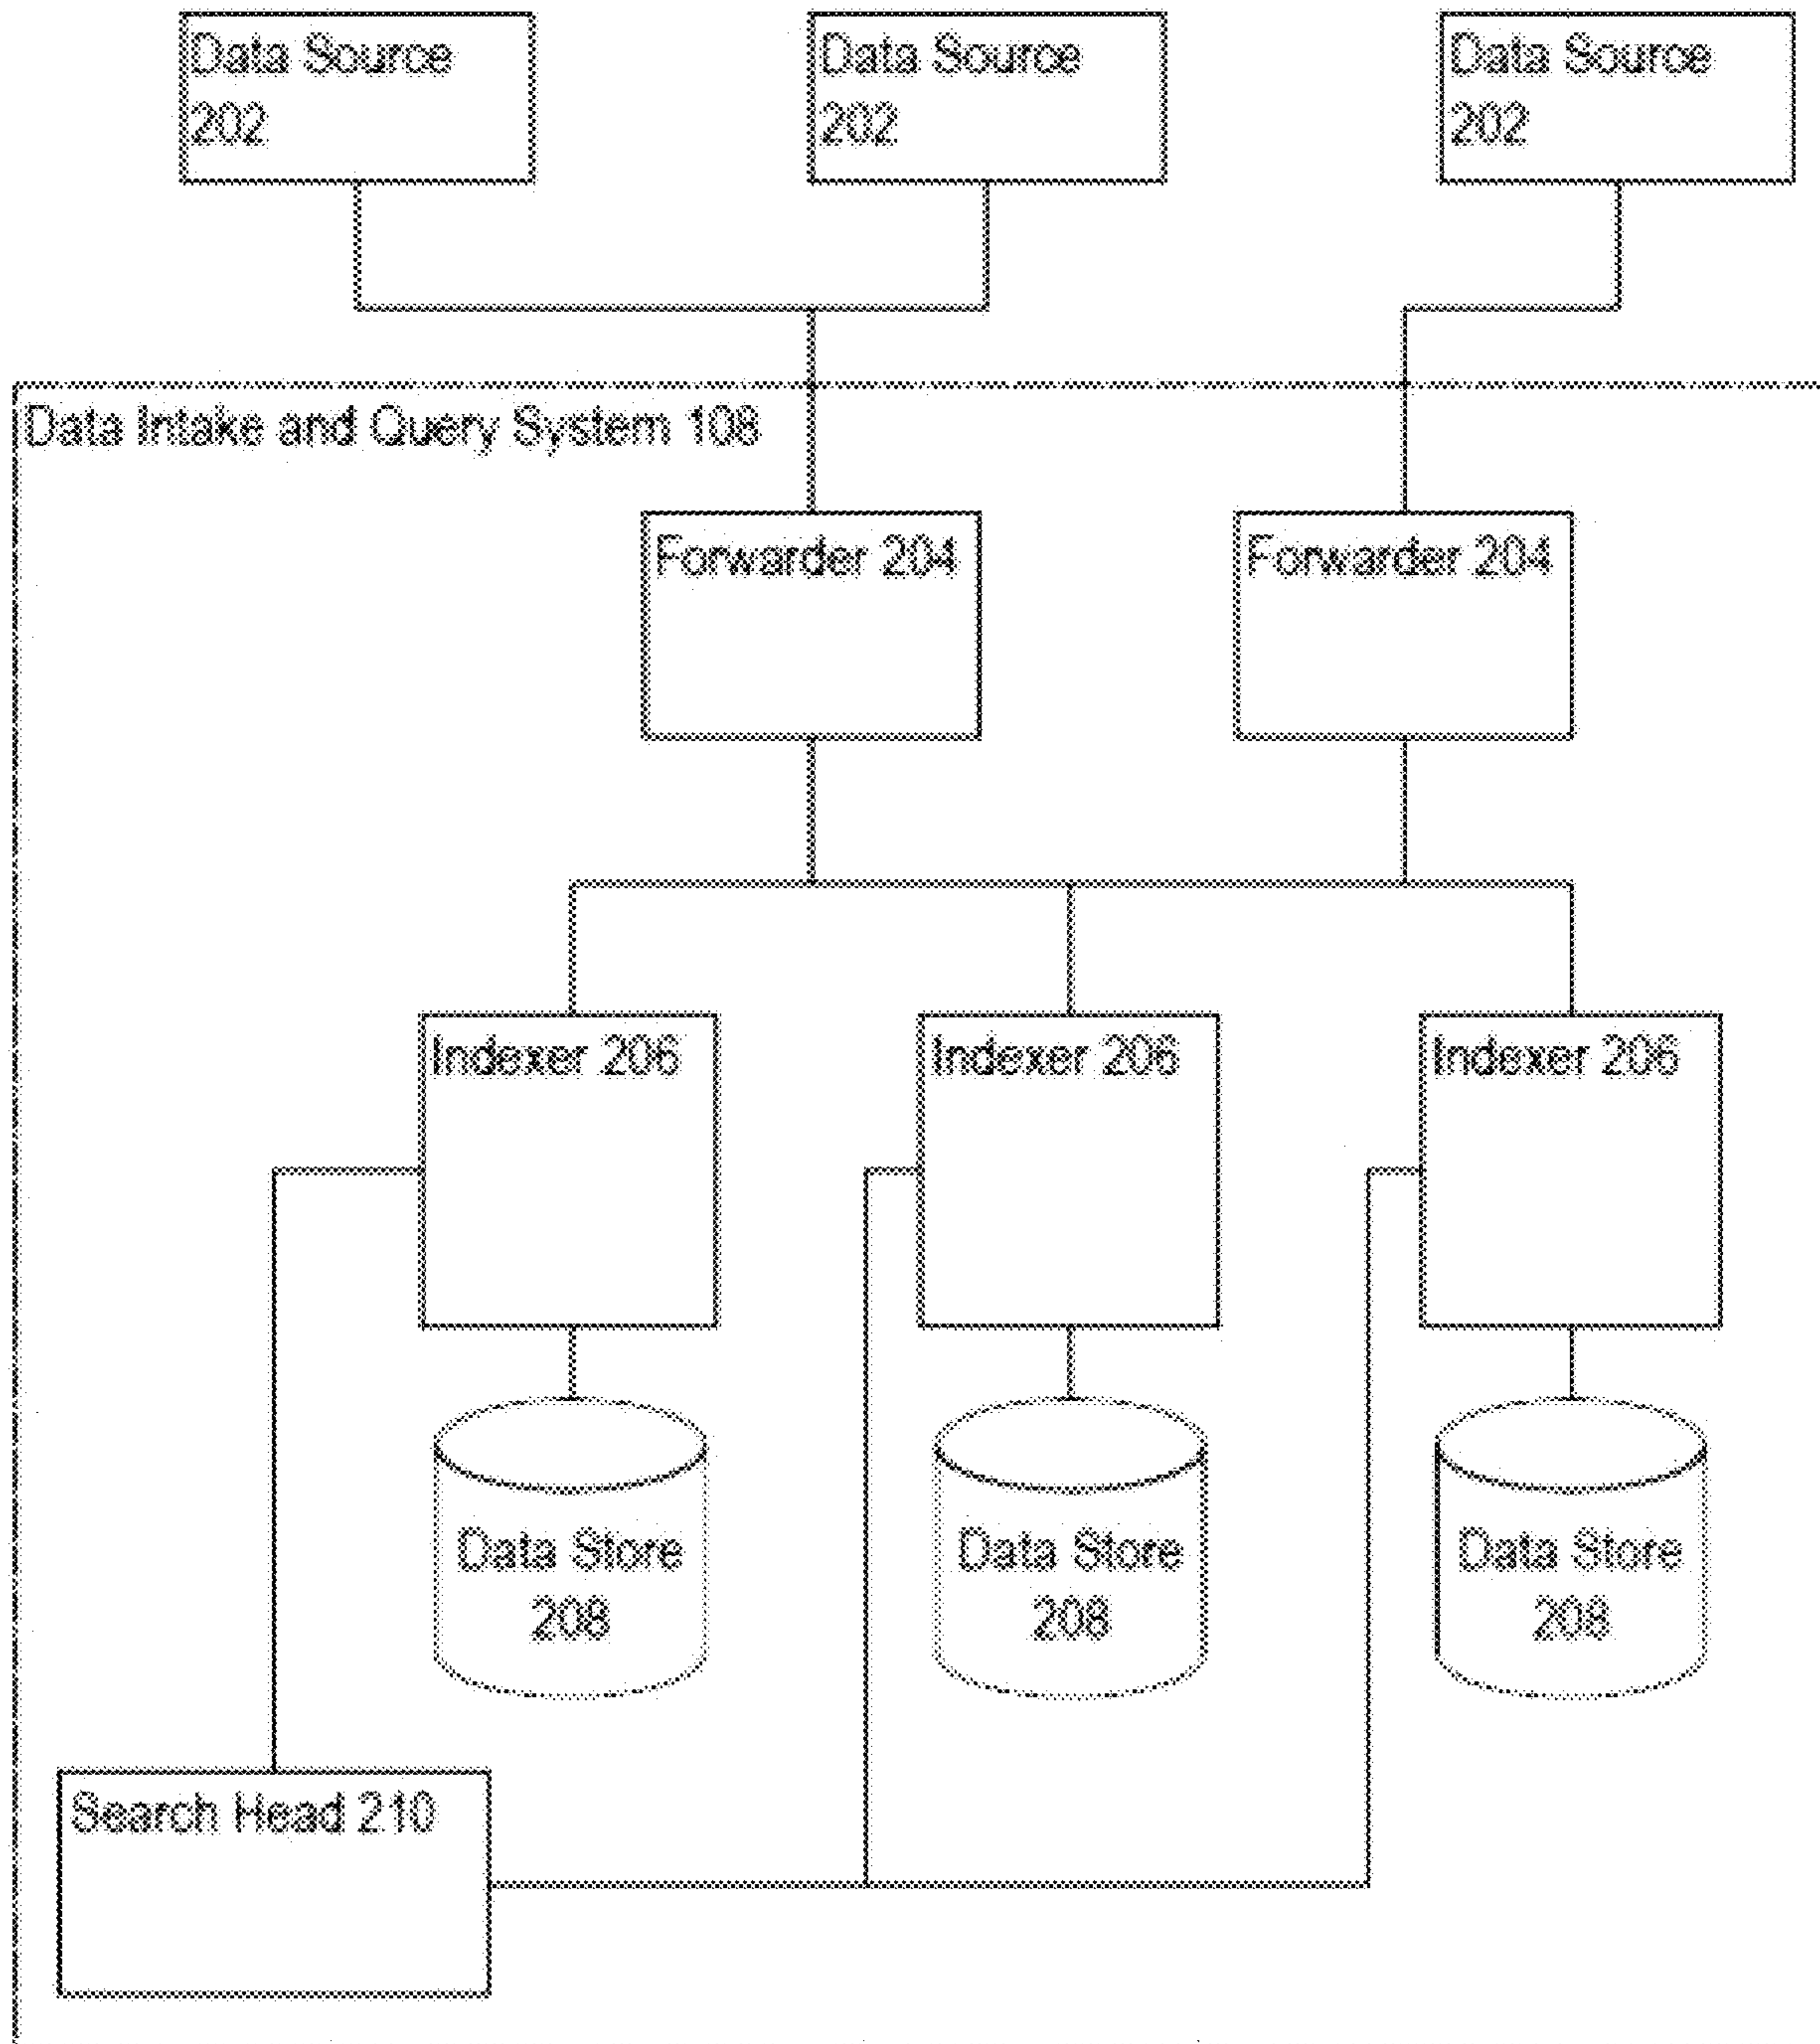 Data Source
202
Data Source
202
Data Source
202
Data Intake and Query System 108
Forwarder 204
Forwarder 204
Indexer 206
Indexer 206
Indexer 206
Data Store
208
Data Store
208
Data Store
208
Search Head 210